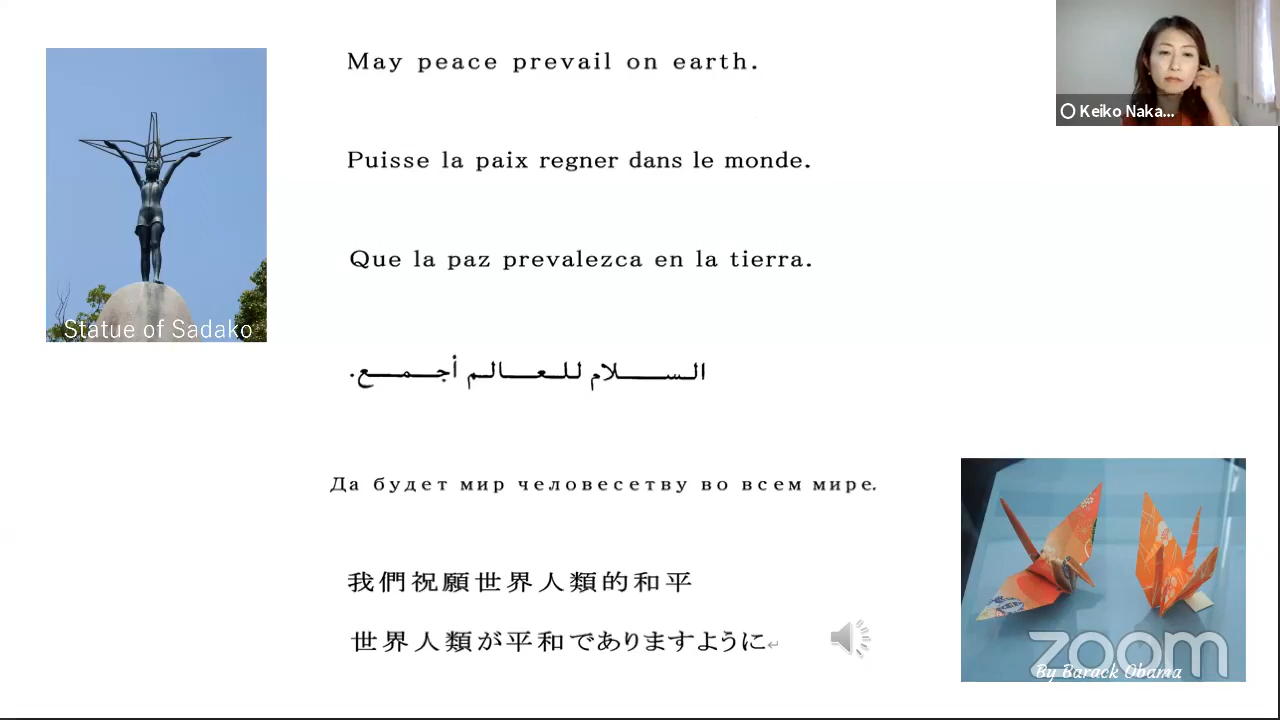 May peace prevail on earth.
Keiko Naka...
Puisse la paix regner dans le monde.
Que la paz prevalezca en la tierra.
Statue of Sadako
السلام للعالم أجمع.
Да будет мир человесетву во всем мире.
我們祝願世界人類的和平
世界人類が平和でありますように
zoom
By Barack Obama